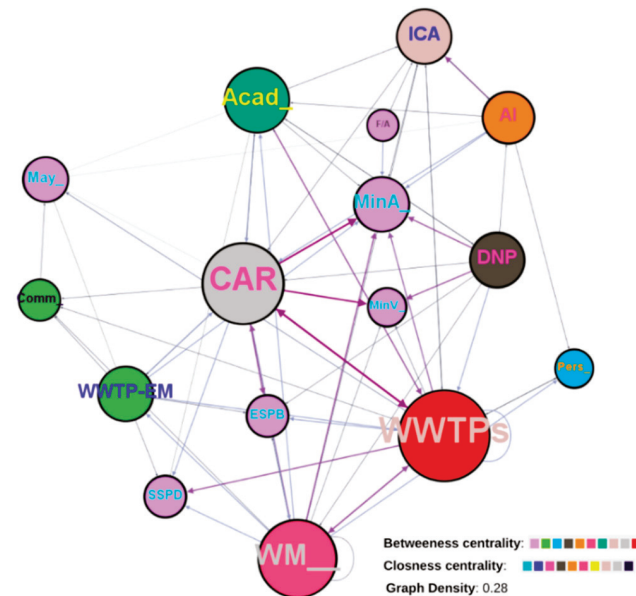 ICA
Acad_
AI
F/A
May_
MinA_
DNP
CAR
Comm_
MinV_
Pers_
WWTP-EM
ESPB
WWTPs
SSPD
WM__
Betweeness centrality:
Closness centrality:
Graph Density: 0.28